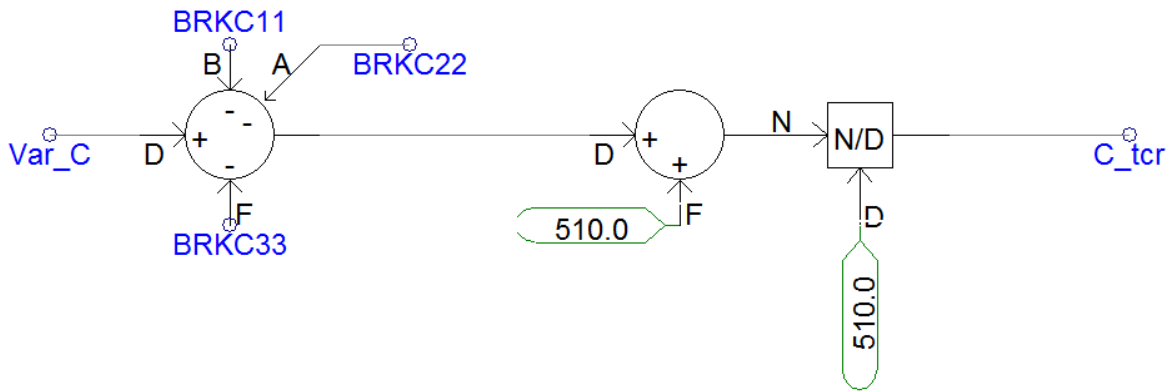 BRKC11
B
A
BRKC22
-
-
+
-
Var_C
D
F
BRKC33
+
+
D
510.0
F
N
N/D
D
510.0
C_tcr